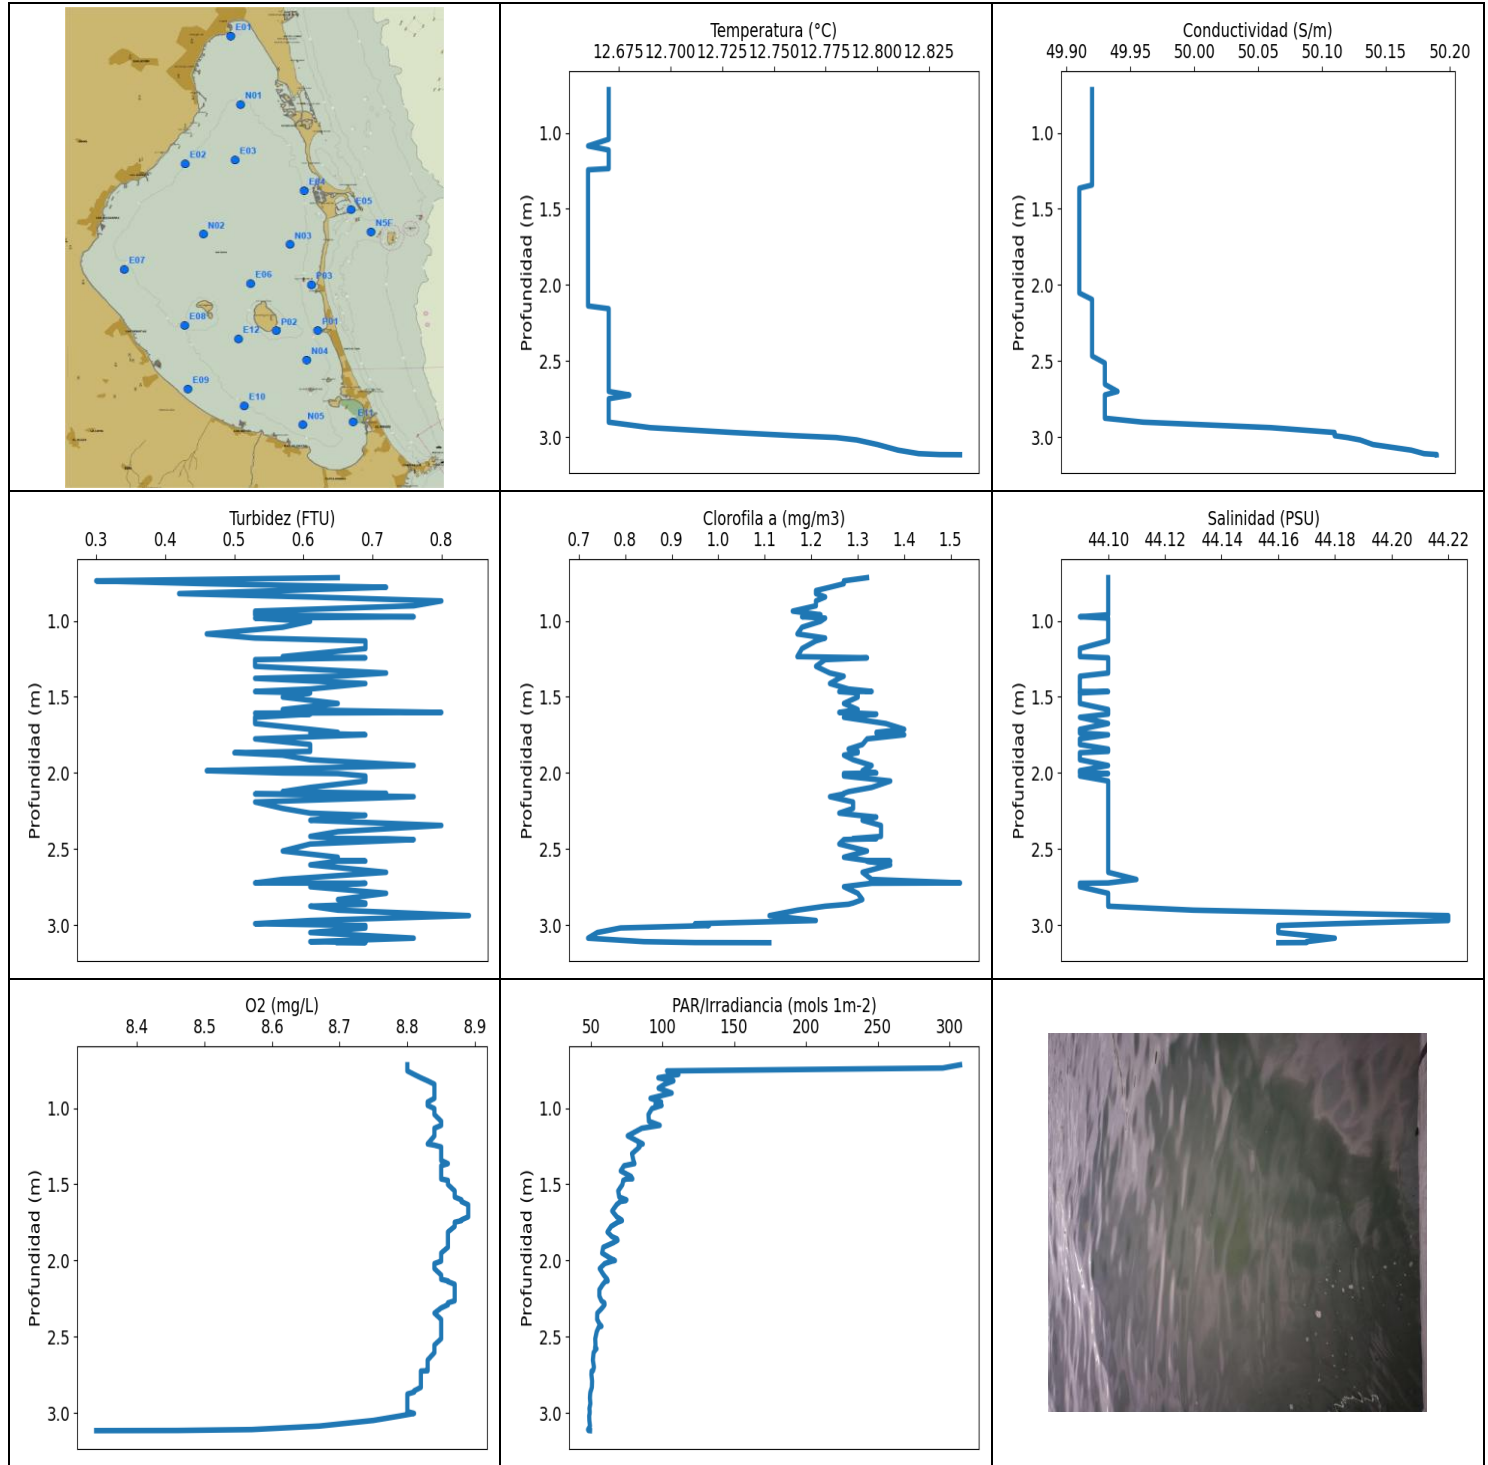 E01
N01
E02
E03
E04
E05
N5F
N02
N03
E07
E06
P03
E08
E12
P02
P01
N04
E09
E10
N05
E11
Temperatura (°C)
12.675 12.700 12.725 12.750 12.775 12.800 12.825
Profundidad (m)
1.0
1.5
2.0
2.5
3.0
Conductividad (S/m)
49.90 49.95 50.00 50.05 50.10 50.15 50.20
Profundidad (m)
1.0
1.5
2.0
2.5
3.0
Turbidez (FTU)
0.3 0.4 0.5 0.6 0.7 0.8
Profundidad (m)
1.0
1.5
2.0
2.5
3.0
Clorofila a (mg/m3)
0.7 0.8 0.9 1.0 1.1 1.2 1.3 1.4 1.5
Profundidad (m)
1.0
1.5
2.0
2.5
3.0
Salinidad (PSU)
44.10 44.12 44.14 44.16 44.18 44.20 44.22
Profundidad (m)
1.0
1.5
2.0
2.5
3.0
O2 (mg/L)
8.4 8.5 8.6 8.7 8.8 8.9
Profundidad (m)
1.0
1.5
2.0
2.5
3.0
PAR/Irradiancia (mols 1m-2)
50 100 150 200 250 300
Profundidad (m)
1.0
1.5
2.0
2.5
3.0